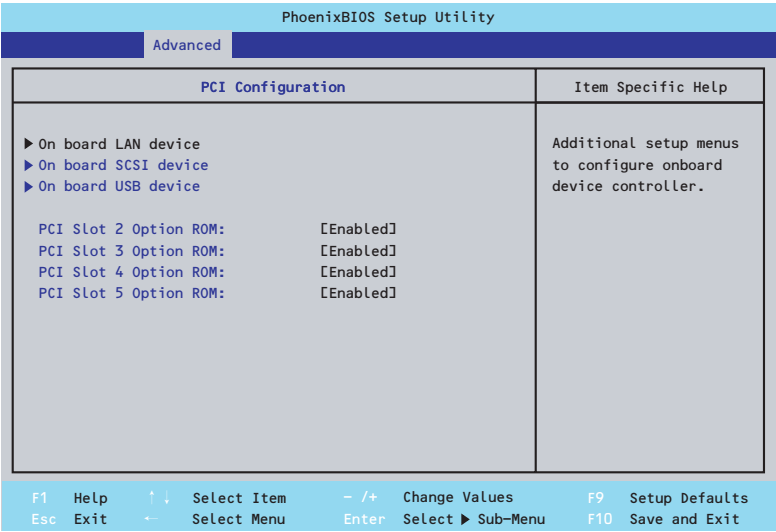 PhoenixBIOS Setup Utility
Advanced
PCI Configuration
Item Specific Help
▶ On board LAN device
▶ On board SCSI device
▶ On board USB device
PCI Slot 2 Option ROM: [Enabled]
PCI Slot 3 Option ROM: [Enabled]
PCI Slot 4 Option ROM: [Enabled]
PCI Slot 5 Option ROM: [Enabled]
Additional setup menus
to configure onboard
device controller.
F1 Help ↑↓ Select Item - /+ Change Values F9 Setup Defaults
Esc Exit ← Select Menu Enter Select ▶ Sub-Menu F10 Save and Exit